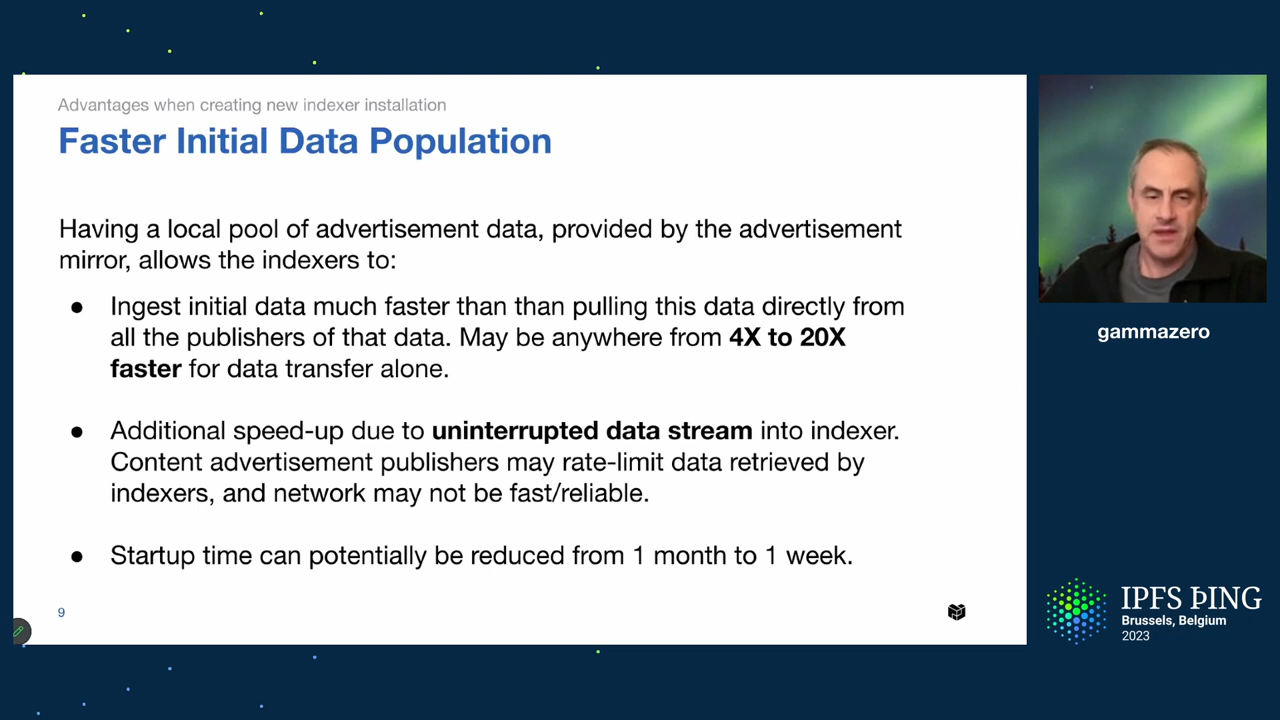 Advantages when creating new indexer installation
Faster Initial Data Population
Having a local pool of advertisement data, provided by the advertisement
mirror, allows the indexers to:
● Ingest initial data much faster than than pulling this data directly from
all the publishers of that data. May be anywhere from 4X to 20X
faster for data transfer alone.
● Additional speed-up due to uninterrupted data stream into indexer.
Content advertisement publishers may rate-limit data retrieved by
indexers, and network may not be fast/reliable.
● Startup time can potentially be reduced from 1 month to 1 week.
9
gammazero
IPFS ÞING
Brussels, Belgium
2023